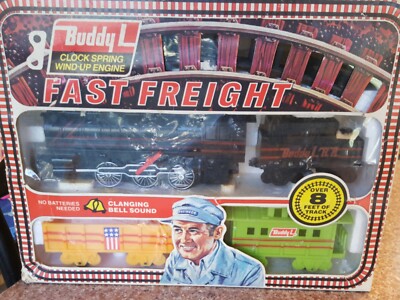 Buddy L
CLOCK SPRING
WIND-UP ENGINE
FAST FREIGHT
Buddy L
NO BATTERIES
NEEDED
CLANGING
BELL SOUND
OVER
8
FEET OF
TRACK
Buddy L